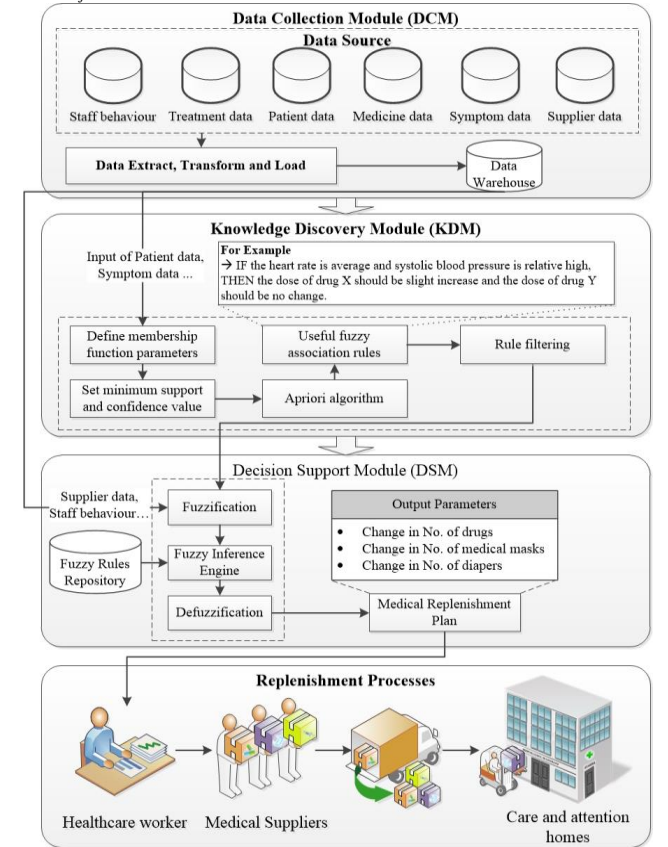 Data Collection Module (DCM)
Data Source
Staff behaviour Treatment data Patient data Medicine data Symptom data Supplier data
Data Extract, Transform and Load
Data
Warehouse
Knowledge Discovery Module (KDM)
Input of Patient data,
Symptom data ...
For Example
→ IF the heart rate is average and systolic blood pressure is relative high,
THEN the dose of drug X should be slight increase and the dose of drug Y
should be no change.
Define membership
function parameters
Useful fuzzy
association rules
Rule filtering
Set minimum support
and confidence value
Apriori algorithm
Decision Support Module (DSM)
Supplier data,
Staff behaviour…
Fuzzification
Output Parameters
• Change in No. of drugs
• Change in No. of medical masks
• Change in No. of diapers
Fuzzy Rules
Repository
Fuzzy Inference
Engine
Defuzzification
Medical Replenishment
Plan
Replenishment Processes
Healthcare worker Medical Suppliers
Care and attention
homes